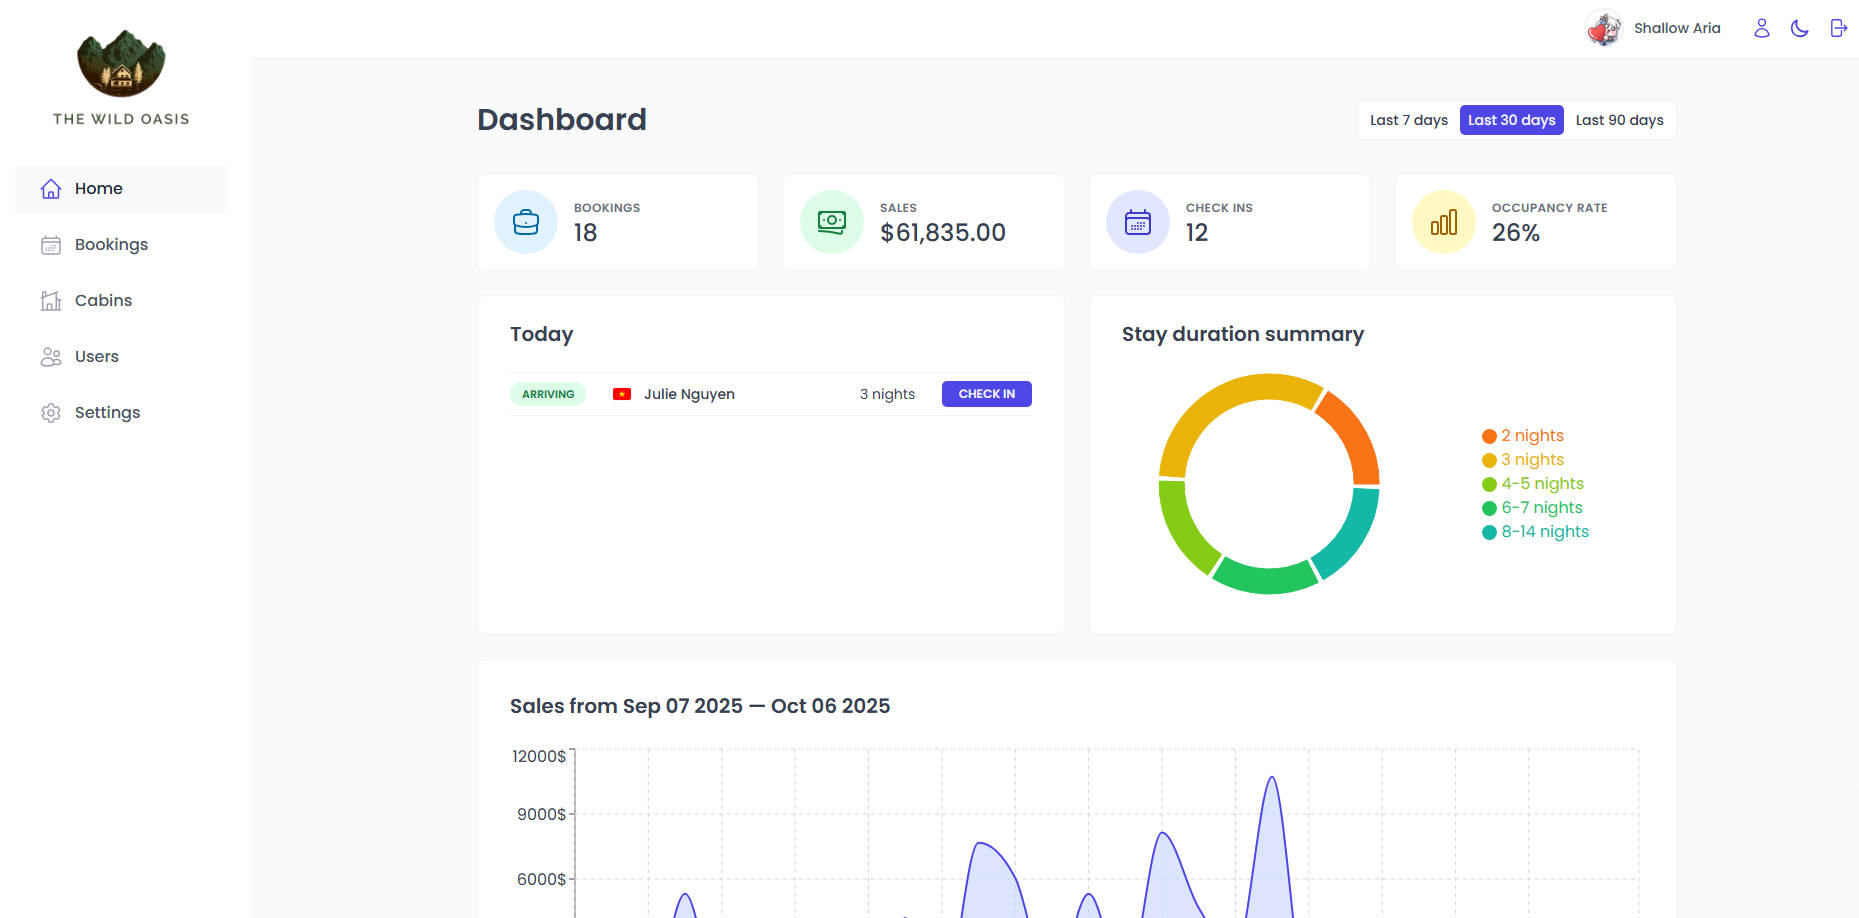 Shallow Aria
THE WILD OASIS
Home
Bookings
Cabins
Users
Settings
Dashboard
Last 7 days
Last 30 days
Last 90 days
BOOKINGS
18
SALES
$61,835.00
CHECK INS
12
OCCUPANCY RATE
26%
Today
ARRIVING
Julie Nguyen
3 nights
CHECK IN
Stay duration summary
2 nights
3 nights
4-5 nights
6-7 nights
8-14 nights
Sales from Sep 07 2025 — Oct 06 2025
12000$
9000$
6000$